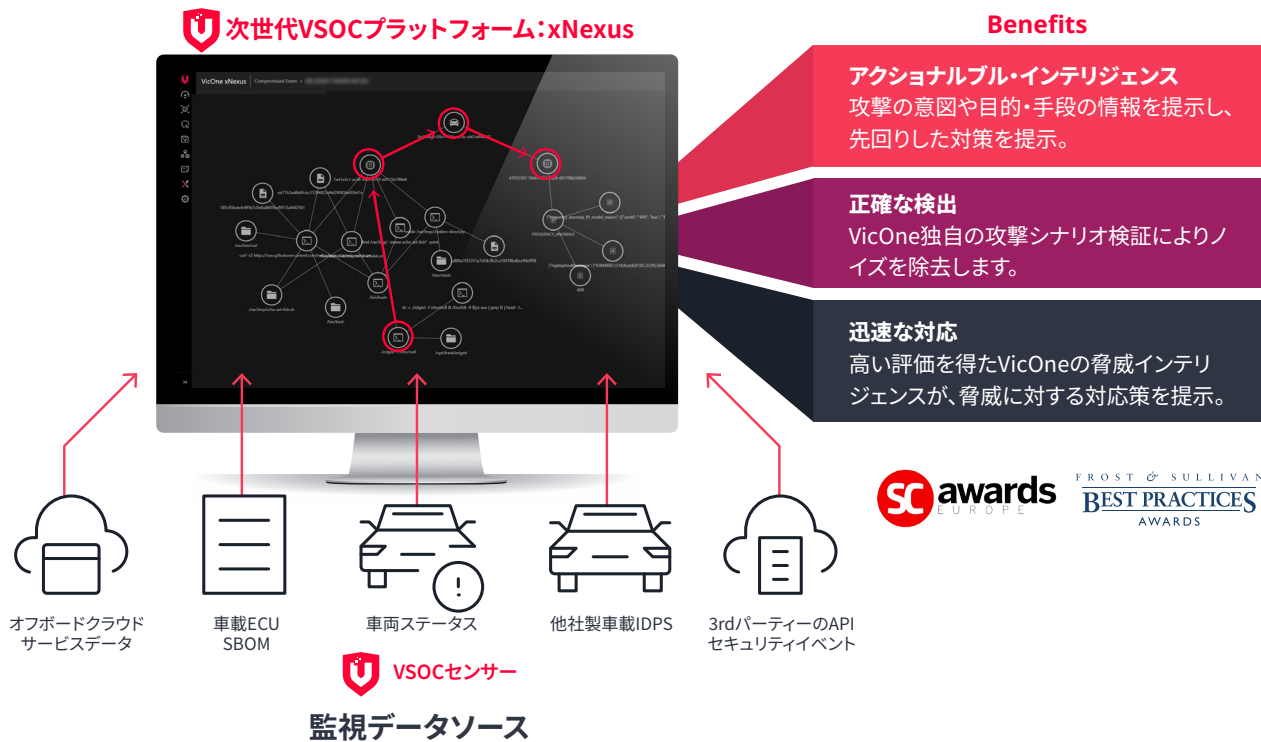 次世代VSOCプラットフォーム:xNexus
Benefits
VicOne xNexus
Compromised Event
FREQUENCY_ANOMALY
/bin/bash
アクショナルブル・インテリジェンス
攻撃の意図や目的・手段の情報を提示し、
先回りした対策を提示。
正確な検出
VicOne独自の攻撃シナリオ検証によりノ
イズを除去します。
迅速な対応
高い評価を得たVicOneの脅威インテリ
ジェンスが、脅威に対する対応策を提示。
SC awards
EUROPE
FROST & SULLIVAN
BEST PRACTICES
AWARDS
オフボードクラウド
サービスデータ
車載ECU
SBOM
車両ステータス
他社製車載IDPS
3rdパーティーのAPI
セキュリティイベント
VSOCセンサー
監視データソース